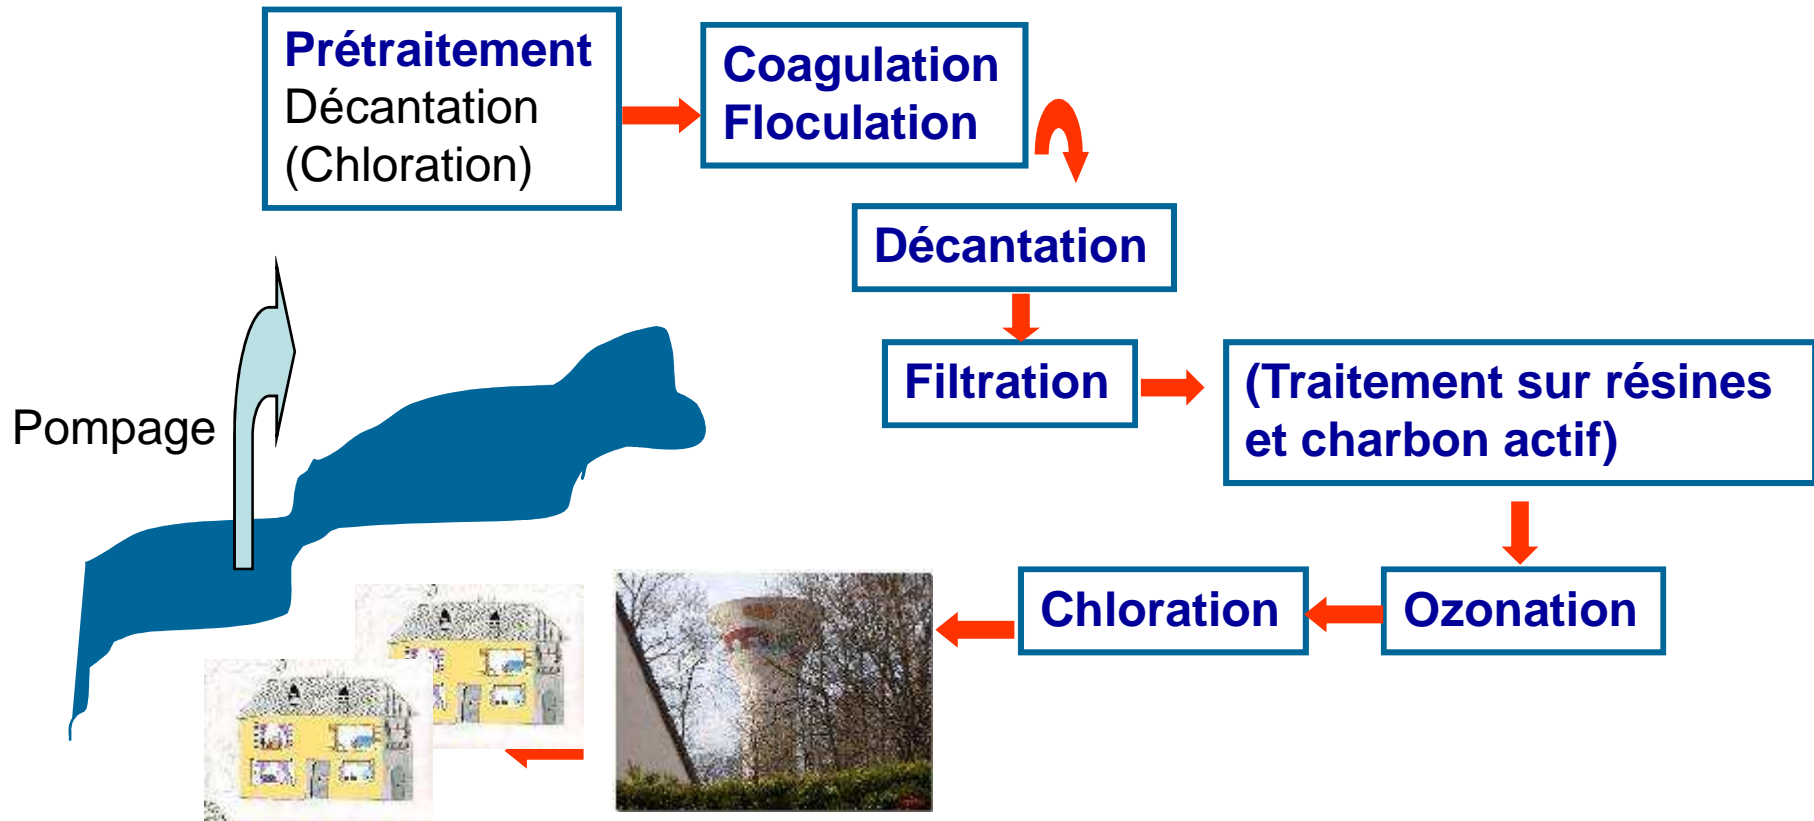 Prétraitement
Décantation
(Chloration)
Coagulation
Floculation
Décantation
Filtration
(Traitement sur résines
et charbon actif)
Pompage
Chloration
Ozonation